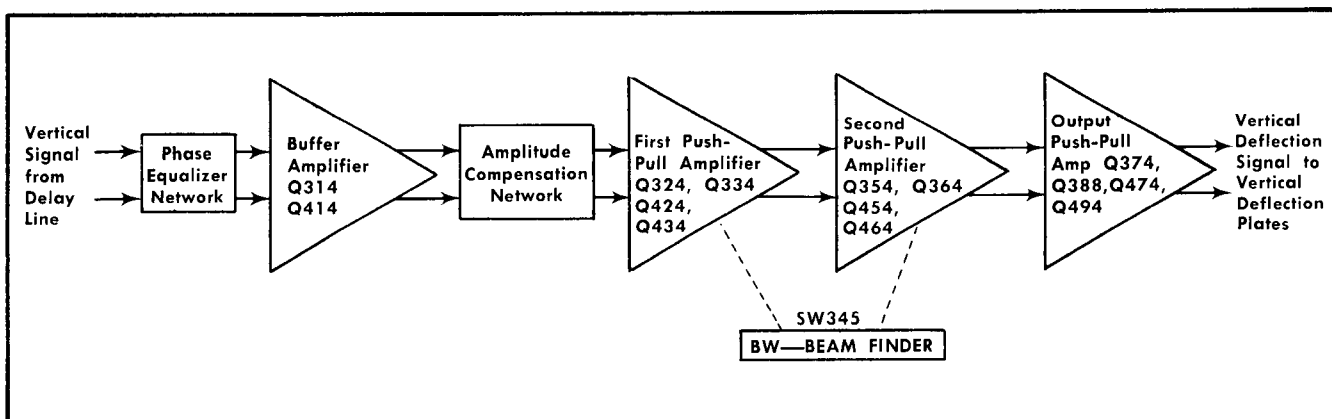 Vertical
Signal
from
Delay
Line
Phase
Equalizer
Network
Buffer
Amplifier
Q314
Q414
Amplitude
Compensation
Network
First Push-
Pull Amplifier
Q324, Q334
Q424,
Q434
Second
Push-Pull
Amplifier
Q354, Q364
Q454,
Q464
Output
Push-Pull
Amp Q374,
Q388,Q474,
Q494
Vertical
Deflection
Signal to
Vertical
Deflection
Plates
SW345
BW—BEAM FINDER